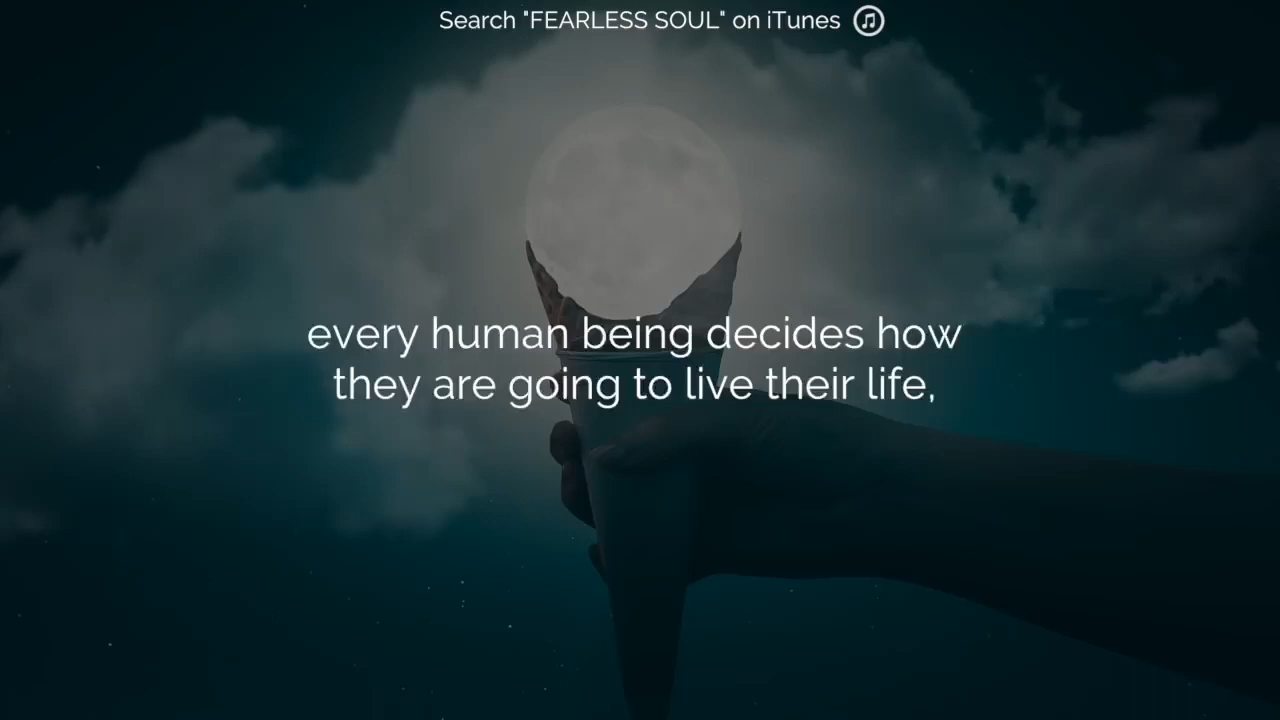 Search "FEARLESS SOUL" on iTunes
every human being decides how
they are going to live their life,